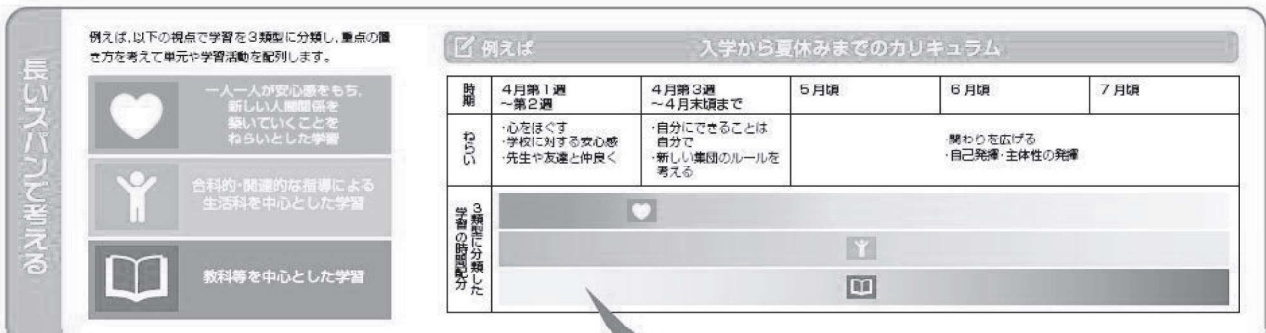 長いスパンで考える
例えば,以下の視点で学習を3類型に分類し,重点の置
き方を考えて単元や学習活動を配列します。
一人一人が安心感をもち,
新しい人間関係を
築いていくことを
ねらいとした学習
合科的・関連的な指導による
生活科を中心とした学習
教科等を中心とした学習
例えば 入学から夏休みまでのカリキュラム
時期
4月第1週
~第2週
4月第3週
~4月末頃まで
5月頃
6月頃
7月頃
ねらい
・心をほぐす
・学校に対する安心感
・先生や友達と仲良く
・自分にできることは
自分で
・新しい集団のルールを
考える
・関わりを広げる
・自己発揮・主体性の発揮
3類型に分類した
学習の時間配分